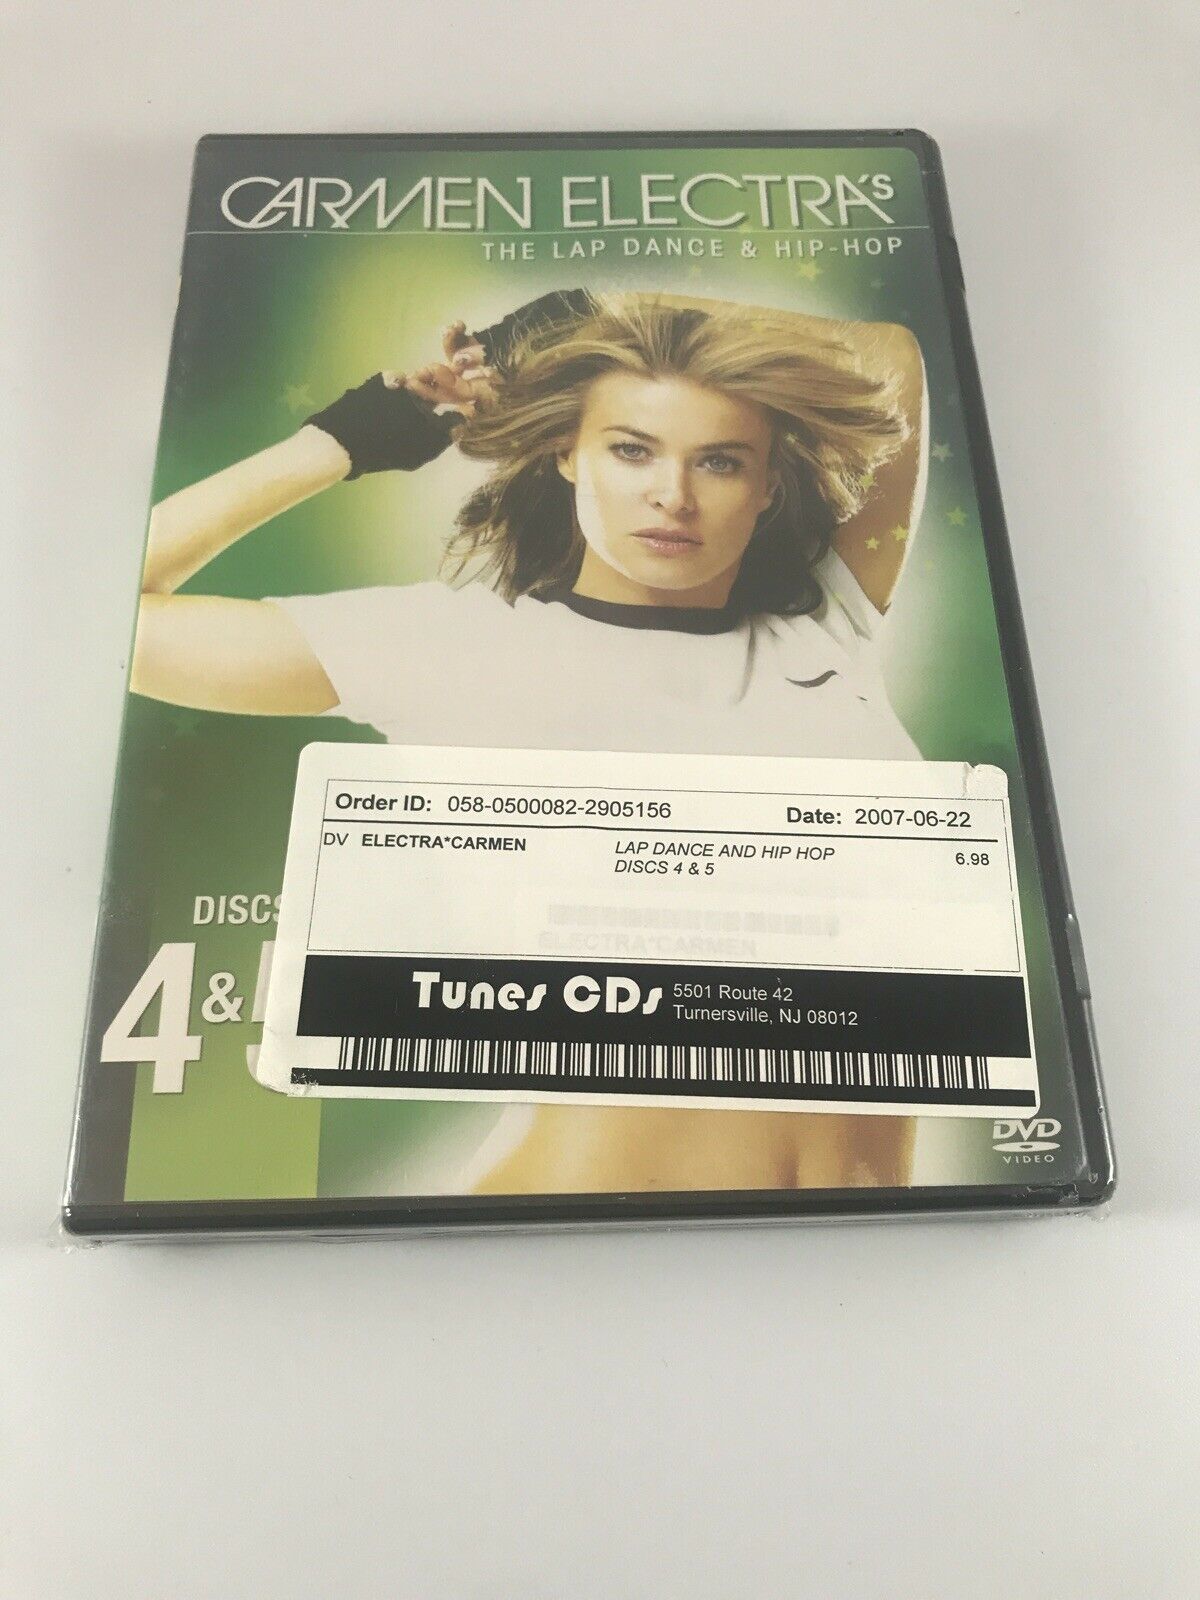 CARMEN ELECTRA'S
THE LAP DANCE & HIP-HOP
Order ID: 058-0500082-2905156 Date: 2007-06-22
DV ELECTRA*CARMEN LAP DANCE AND HIP HOP 6.98
DISCS 4 & 5
ELECTRA*CARMEN
DISCS
4 & 5
Tunes CDs 5501 Route 42
Turnersville, NJ 08012
DVD
VIDEO